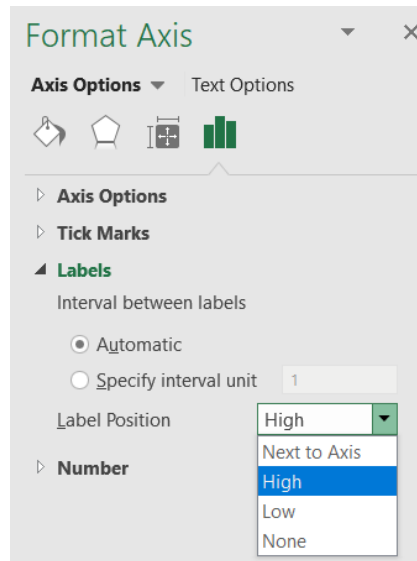 Format Axis
Axis Options Text Options
Axis Options
Tick Marks
Labels
Interval between labels
Automatic
Specify interval unit 1
Label Position High
Next to Axis
High
Number
Low
None